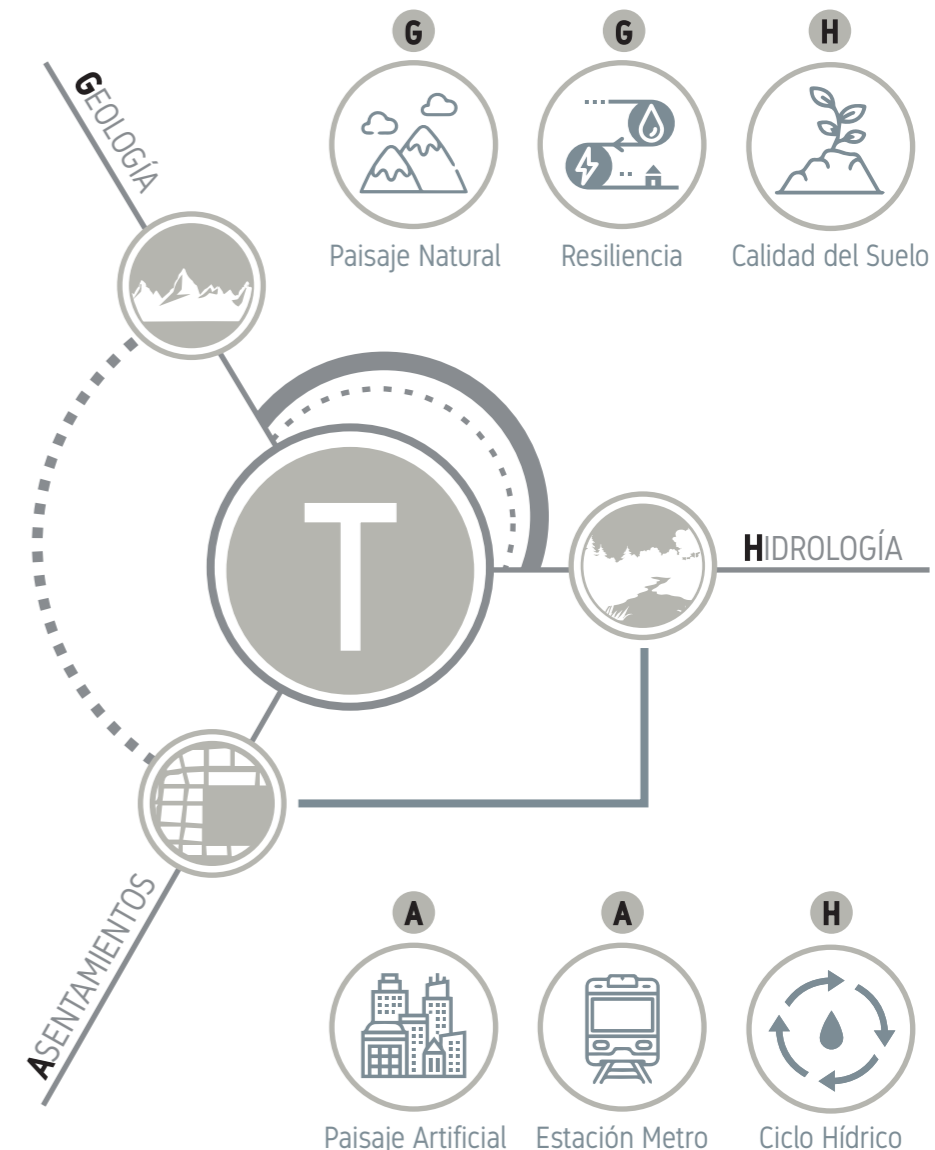 G
G
H
Paisaje Natural
Resiliencia
Calidad del Suelo
GEOLOGÍA
T
HIDROLOGÍA
ASENTAMIENTOS
A
A
H
Paisaje Artificial
Estación Metro
Ciclo Hídrico